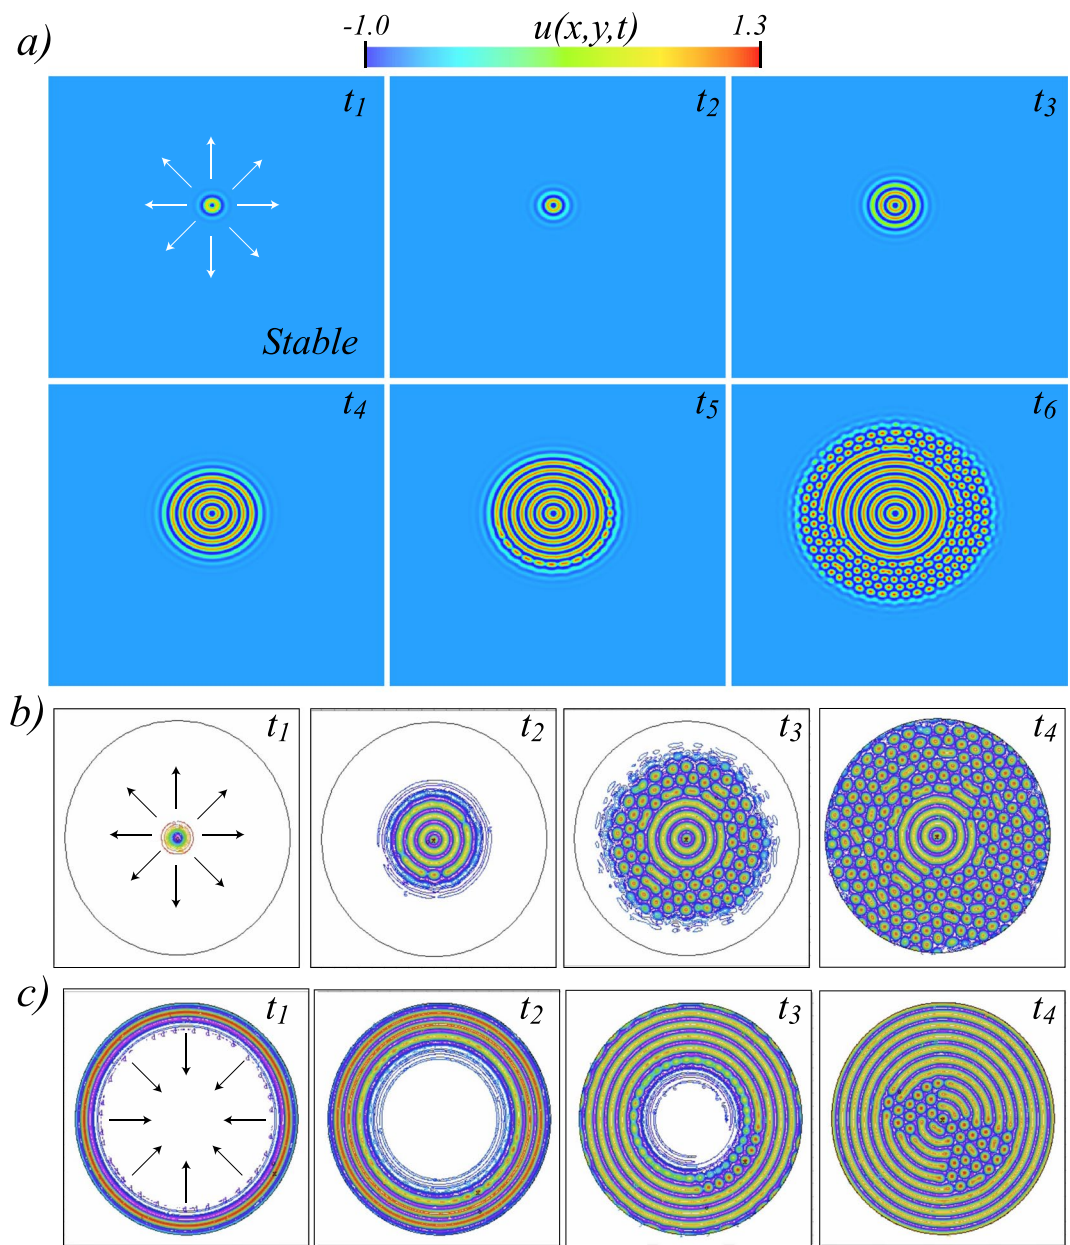 a) -1.0 u(x,y,t) 1.3
t1 t2 t3
Stable
t4 t5 t6
b) t1 t2 t3 t4
c) t1 t2 t3 t4